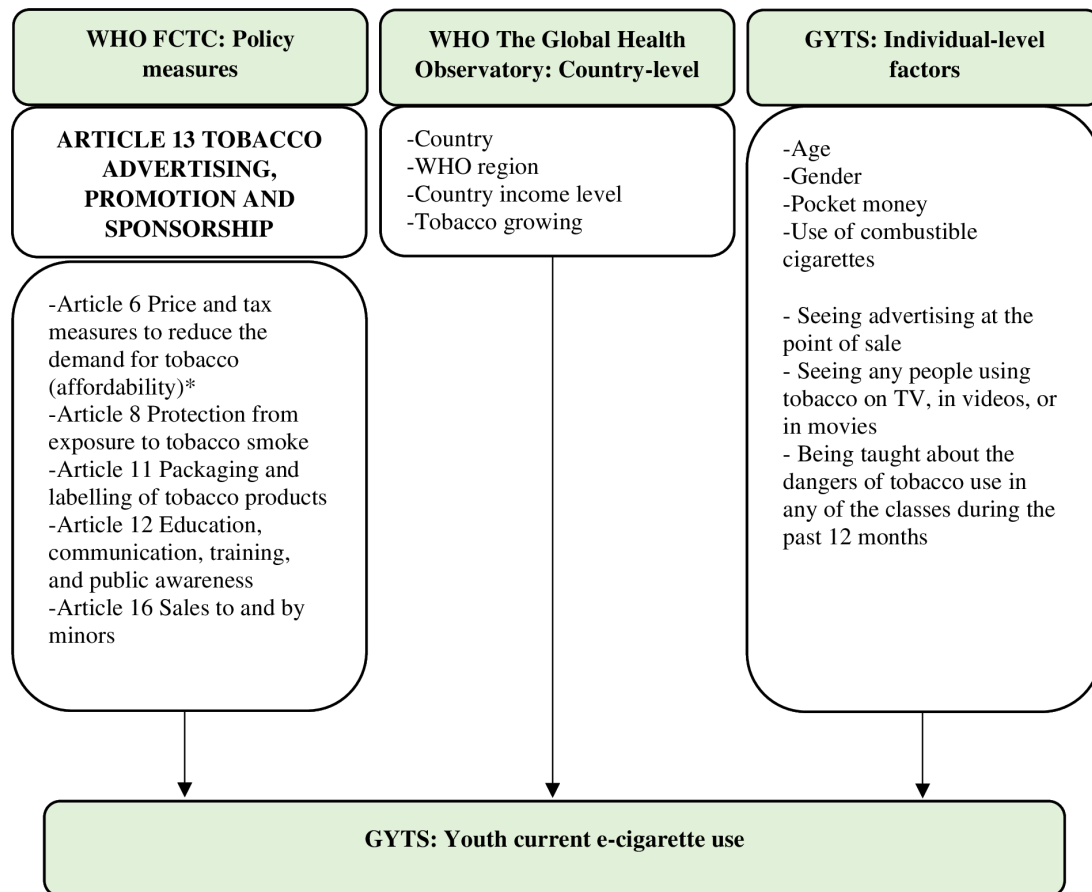 WHO FCTC: Policy
measures
ARTICLE 13 TOBACCO
ADVERTISING,
PROMOTION AND
SPONSORSHIP
-Article 6 Price and tax
measures to reduce the
demand for tobacco
(affordability)*
-Article 8 Protection from
exposure to tobacco smoke
-Article 11 Packaging and
labelling of tobacco products
-Article 12 Education,
communication, training,
and public awareness
-Article 16 Sales to and by
minors
WHO The Global Health
Observatory: Country-level
-Country
-WHO region
-Country income level
-Tobacco growing
GYTS: Individual-level
factors
-Age
-Gender
-Pocket money
-Use of combustible
cigarettes
- Seeing advertising at the
point of sale
- Seeing any people using
tobacco on TV, in videos, or
in movies
- Being taught about the
dangers of tobacco use in
any of the classes during the
past 12 months
GYTS: Youth current e-cigarette use